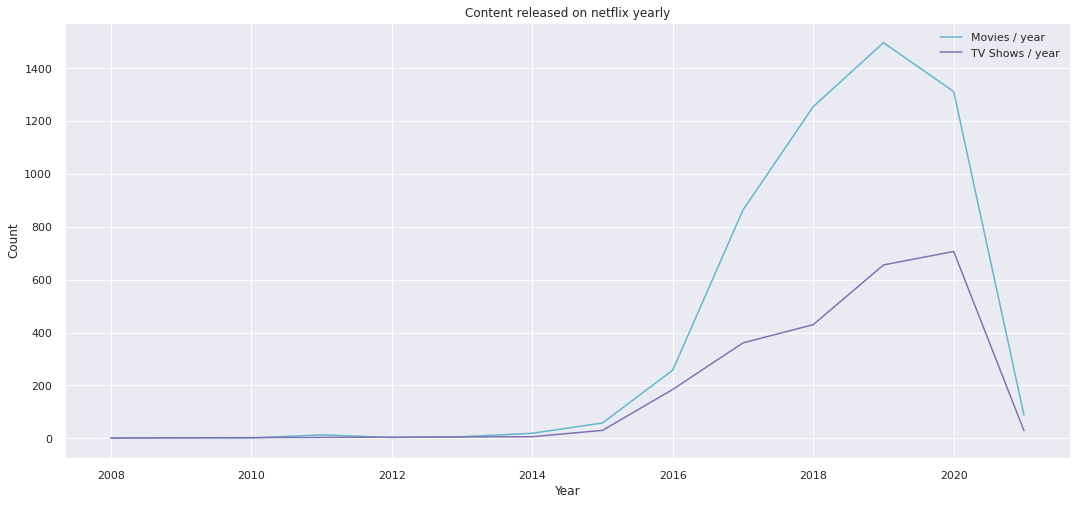 Content released on netflix yearly
Movies / year
TV Shows / year
1400
1200
1000
800
600
400
200
0
Count
2008 2010 2012 2014 2016 2018 2020
Year